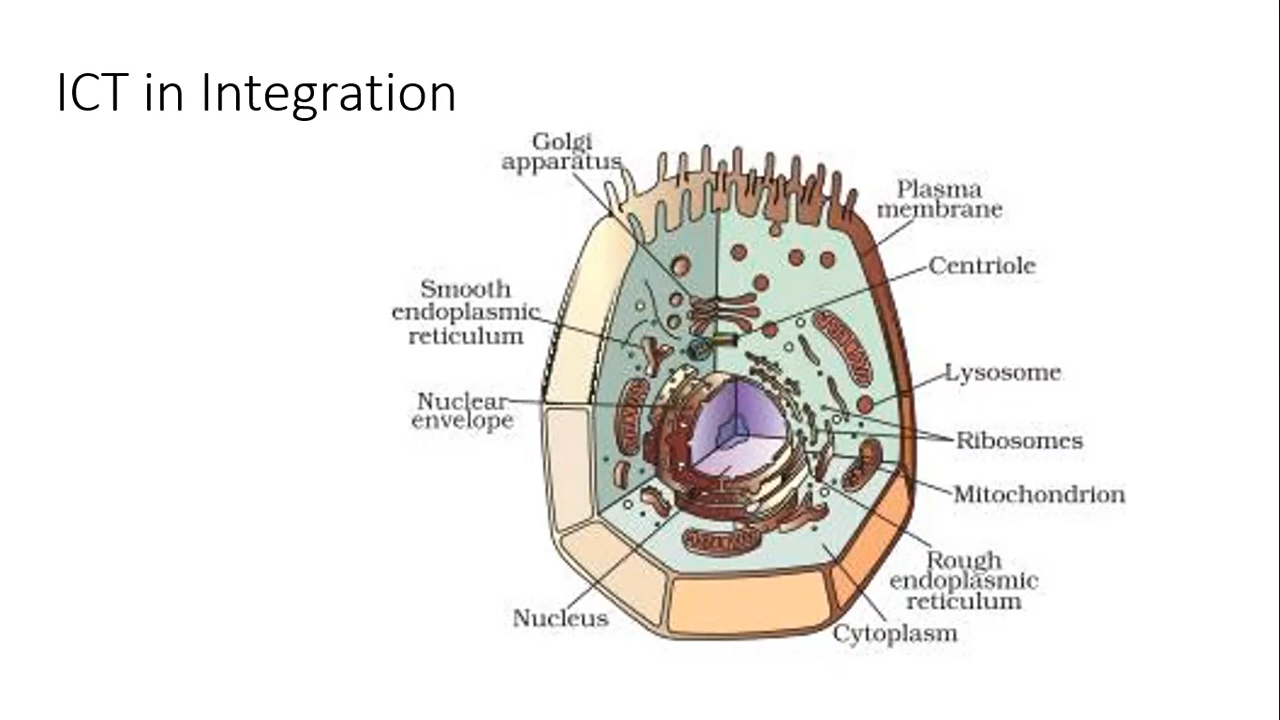 ICT in Integration
Golgi
apparatus
Plasma
membrane
Centriole
Smooth
endoplasmic
reticulum
Lysosome
Nuclear
envelope
Ribosomes
Mitochondrion
Rough
endoplasmic
reticulum
Nucleus
Cytoplasm